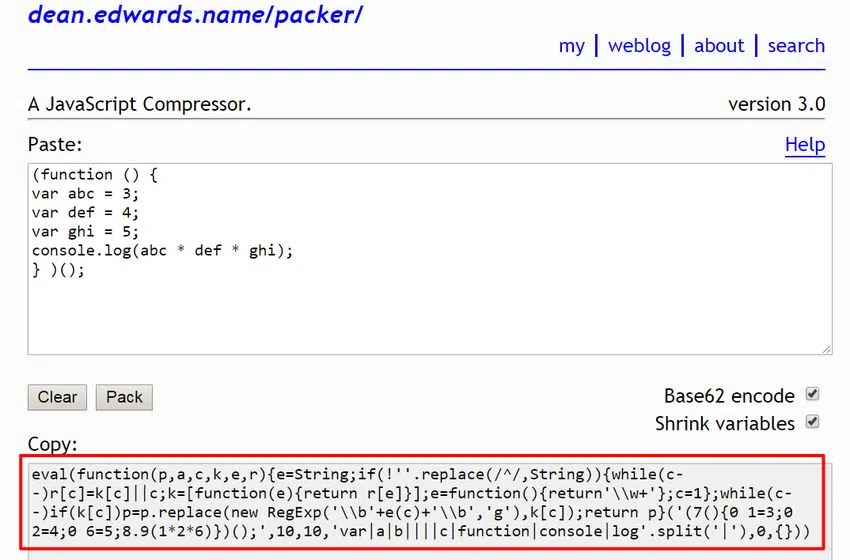 dean.edwards.name/packer/
my | weblog | about | search
A JavaScript Compressor. version 3.0
Paste: Help
(function () {
var abc = 3;
var def = 4;
var ghi = 5;
console.log(abc * def * ghi);
} )();
Clear Pack Base62 encode
Shrink variables
Copy:
eval(function(p,a,c,k,e,r){e=String;if(!''.replace(/^/,String)){while(c-
-)r[c]=k[c]||c;k=[function(e){return r[e]}];e=function(){return'\\w+'};c=1};while(c-
-)if(k[c])p=p.replace(new RegExp('\\b'+e(c)+'\\b','g'),k[c]);return p}('(7(){0 1=3;0
2=4;0 6=5;8.9(1*2*6)})();',10,10,'var|a|b||||c|function|console|log'.split('|'),0,{}))